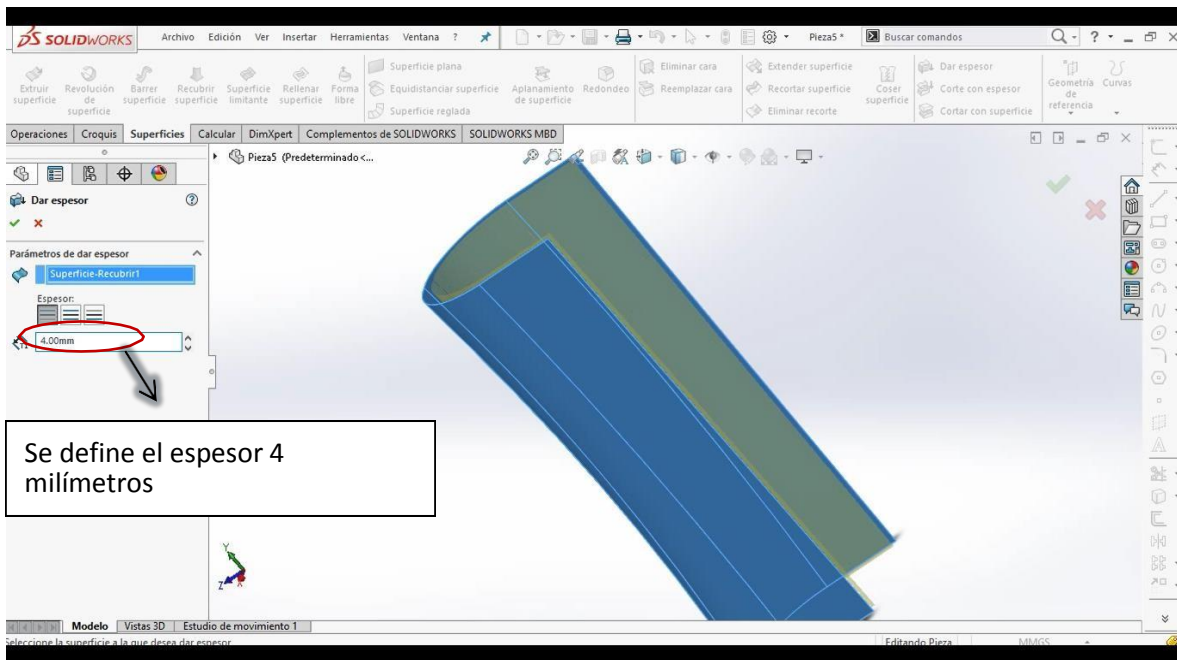 SOLIDWORKS Archivo Edición Ver Insertar Herramientas Ventana ? Pieza5 * Buscar comandos
Extruir superficie
Revolución de superficie
Barrer superficie
Recubrir superficie
Superficie limitante
Rellenar superficie
Forma libre
Superficie plana
Equidistanciar superficie
Superficie reglada
Aplanamiento de superficie
Redondeo
Eliminar cara
Reemplazar cara
Extender superficie
Recortar superficie
Eliminar recorte
Coser superficie
Dar espesor
Corte con espesor
Cortar con superficie
Geometría de referencia
Curvas
Operaciones Croquis Superficies Calcular DimXpert Complementos de SOLIDWORKS SOLIDWORKS MBD
Pieza5 (Predeterminado<...
Dar espesor
Parámetros de dar espesor
Superficie-Recubrir1
Espesor:
4.00mm
Se define el espesor 4
milímetros
Y
Z
Modelo Vistas 3D Estudio de movimiento 1
Seleccione la superficie a la que desea dar espesor
Editando Pieza MMGS